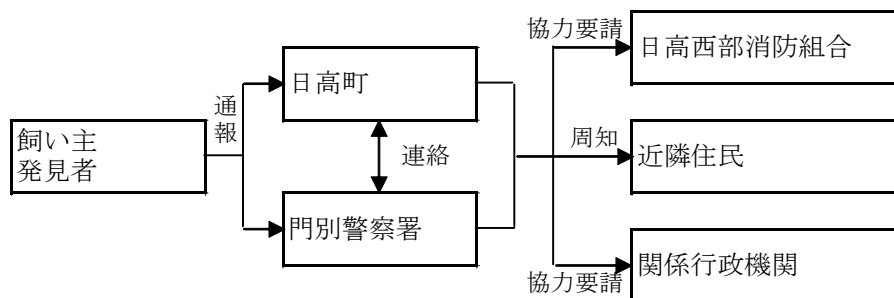 飼い主
発見者
通報
日高町
連絡
門別警察署
協力要請
日高西部消防組合
周知
近隣住民
協力要請
関係行政機関